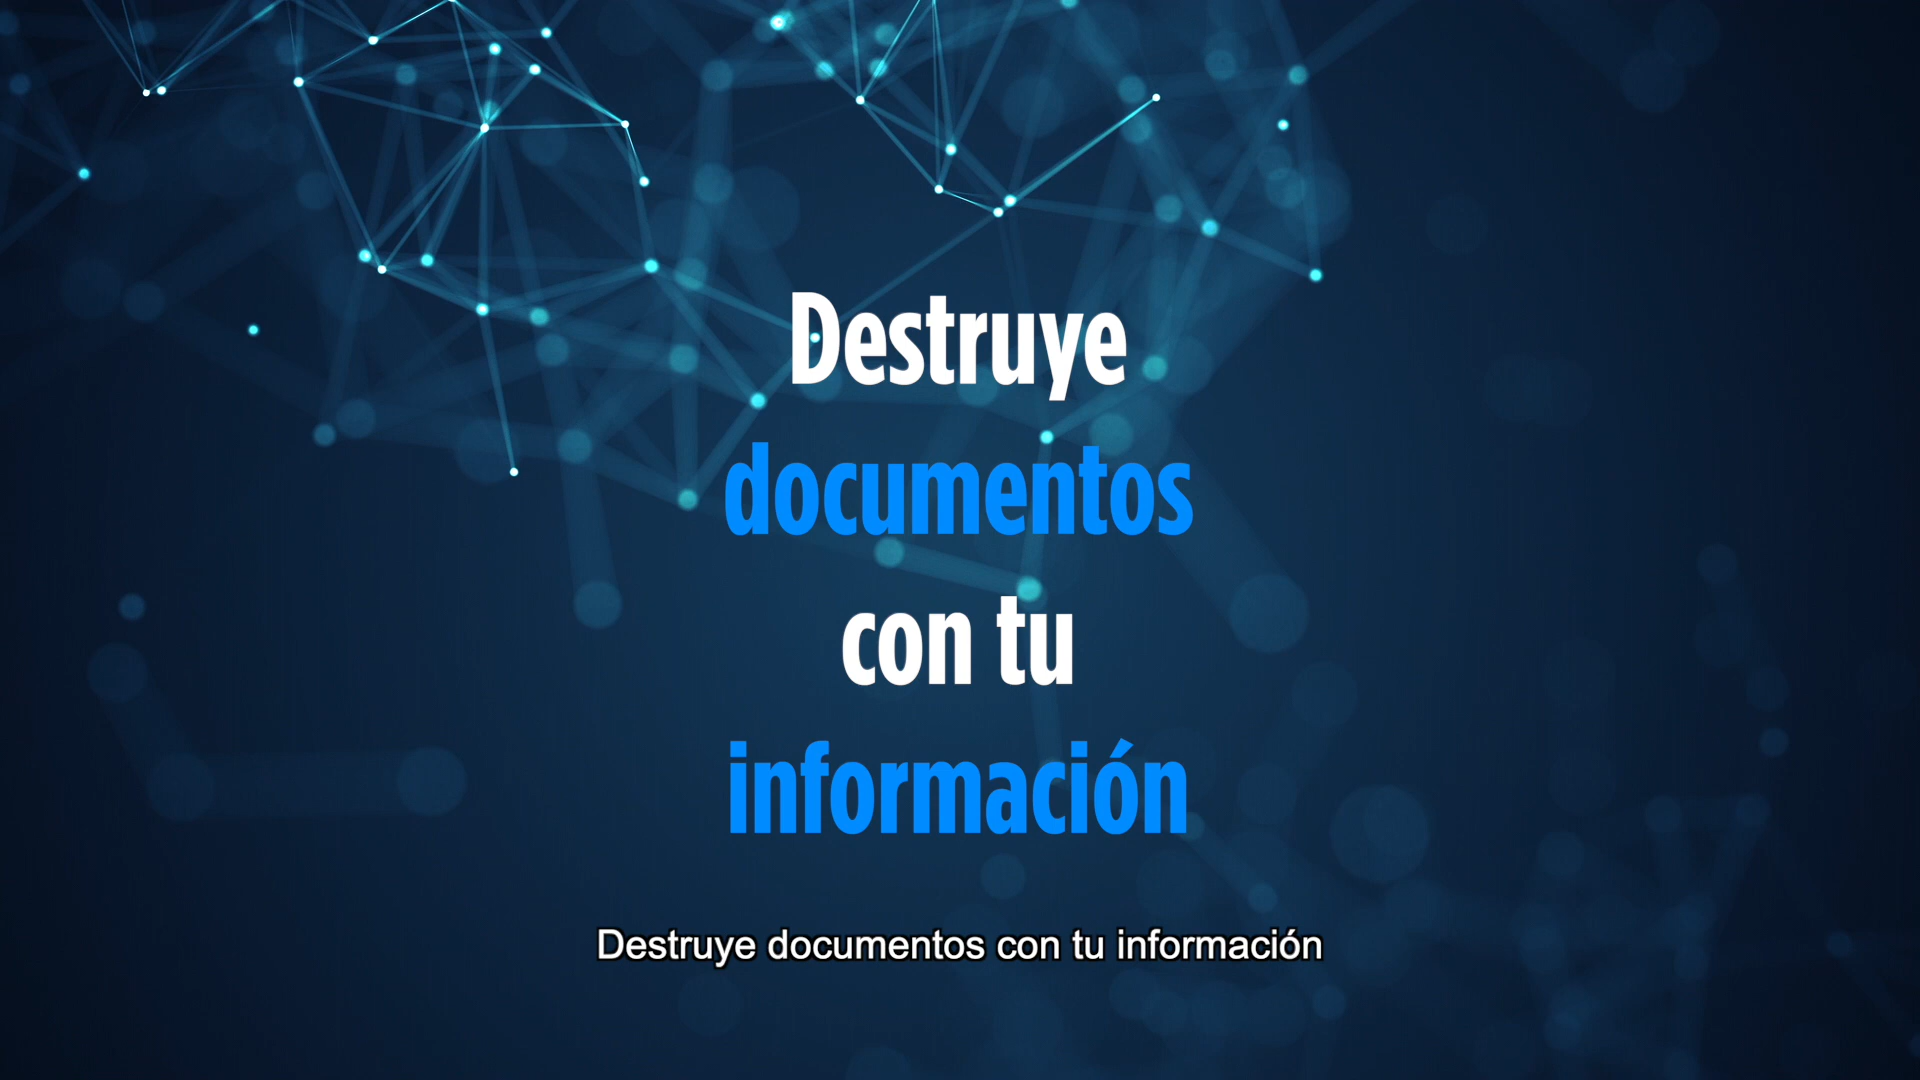 Destruye
documentos
con tu
información
Destruye documentos con tu información